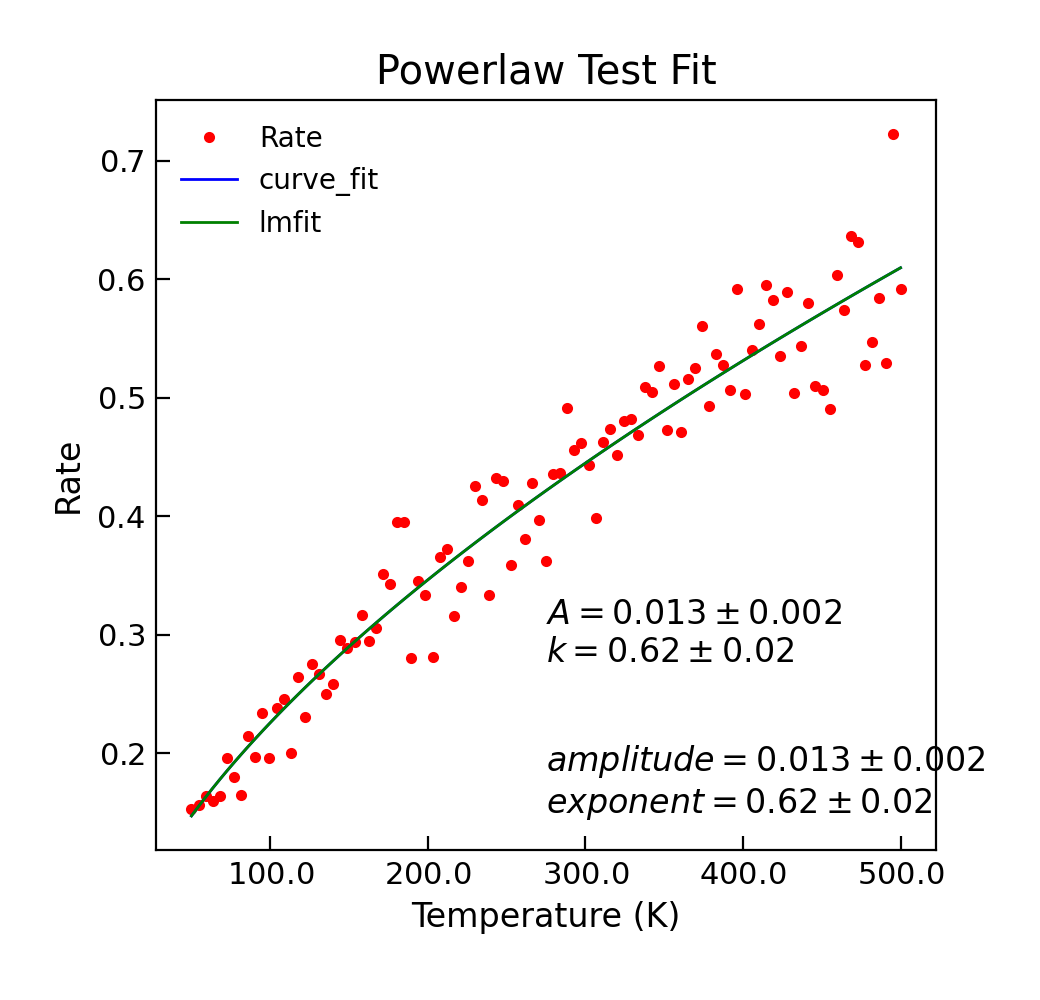 Powerlaw Test Fit
Rate
curve_fit
lmfit
0.7
0.6
0.5
0.4
0.3
0.2
Rate
A = 0.013 ± 0.002
k = 0.62 ± 0.02
amplitude = 0.013 ± 0.002
exponent = 0.62 ± 0.02
100.0 200.0 300.0 400.0 500.0
Temperature (K)